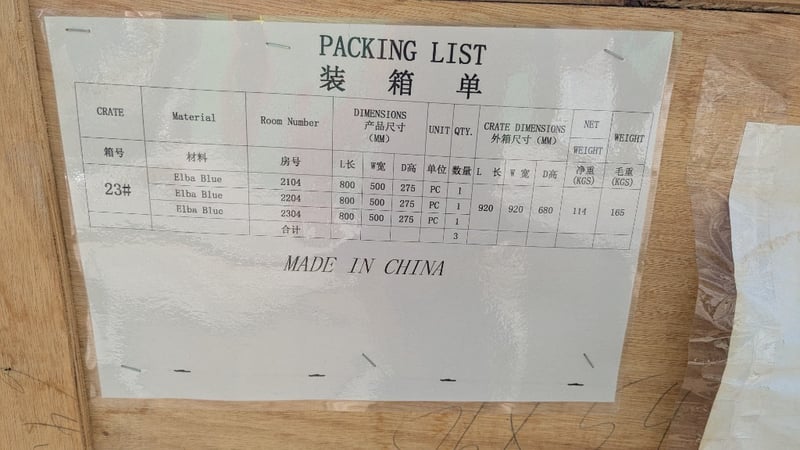 PACKING LIST
装 箱 单
CRATE Material Room Number DIMENSIONS 产品尺寸 (MM) UNIT QTY. CRATE DIMENSIONS 外箱尺寸 (MM) NET WEIGHT WEIGHT
箱号 材料 房号 L长 W宽 D高 单位 数量 L 长 W 宽 D高 净重 (KGS) 毛重 (KGS)
23# Elba Blue 2104 800 500 275 PC 1 920 920 680 114 165
Elba Blue 2204 800 500 275 PC 1
Elba Blue 2304 800 500 275 PC 1
合计 3
MADE IN CHINA